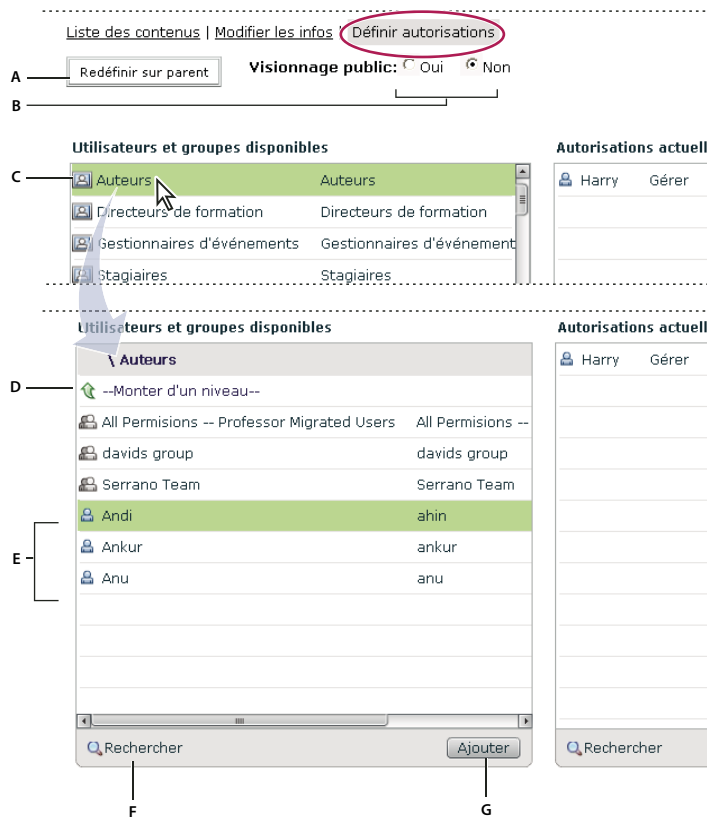 Liste des contenus | Modifier les infos | Définir autorisations
A
Redéfinir sur parent
Visionnage public: Oui Non
B
Utilisateurs et groupes disponibles
Autorisations actuell
C
Auteurs Auteurs
Harry Gérer
Directeurs de formation Directeurs de formation
Gestionnaires d'événements Gestionnaires d'événement
Stagiaires Stagiaires
Utilisateurs et groupes disponibles
Autorisations actuell
\ Auteurs
Harry Gérer
D
--Monter d'un niveau--
All Permisions -- Professor Migrated Users All Permisions --
davids group davids group
Serrano Team Serrano Team
Andi ahin
E
Ankur ankur
Anu anu
Rechercher
Ajouter
Rechercher
F
G